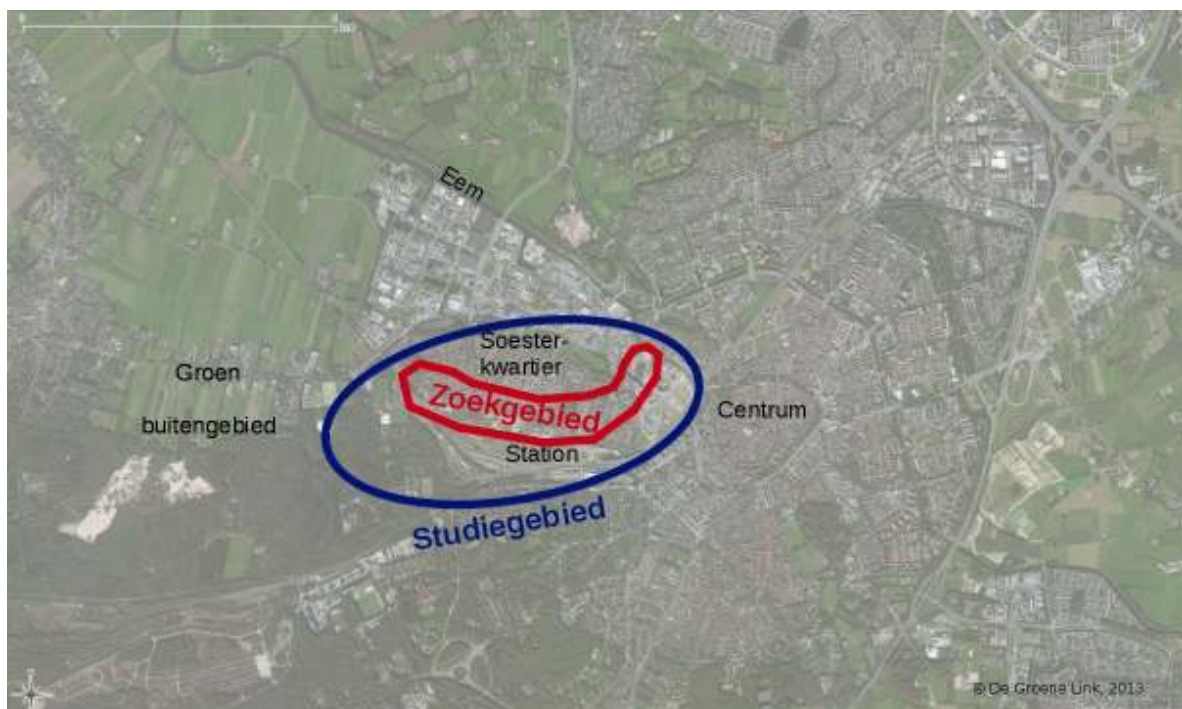 Eem
Soester-
kwartier
Groen
Zoekgebied
Centrum
buitengebied
Station
Studiegebied
© De Groene Link, 2013